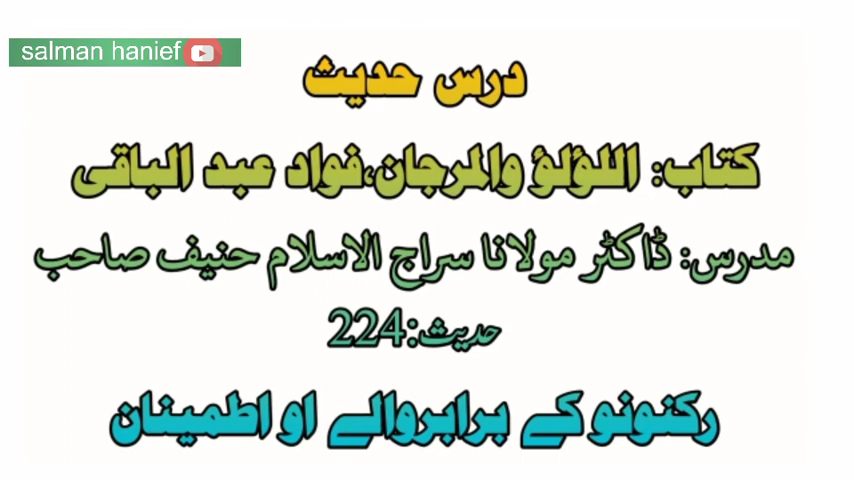 salman hanief
درس حدیث
کتاب: اللؤلؤ والمرجان،فواد عبد الباقی
مدرس: ڈاکٹر مولانا سراج الاسلام حنیف صاحب
حدیث:224
رکنونو کے برابروالے او اطمینان